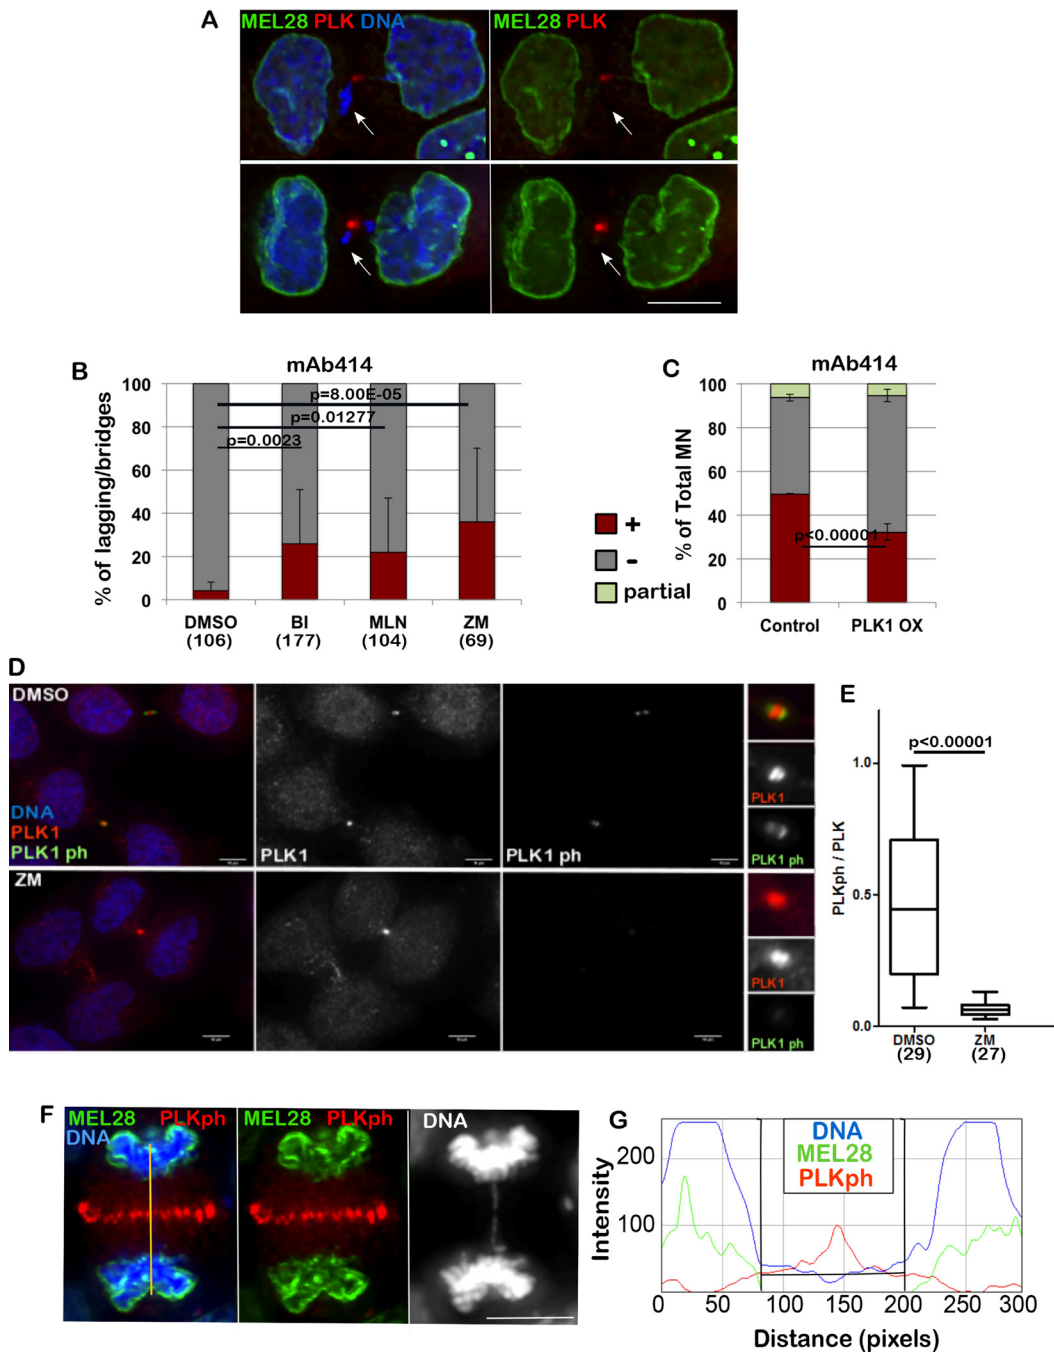 A
MEL28 PLK DNA
MEL28 PLK
B
mAb414
% of lagging/bridges
100
80
60
40
20
0
p=8.00E-05
p=0.01277
p=0.0023
DMSO BI MLN ZM
(106) (177) (104) (69)
+
-
partial
C
mAb414
% of Total MN
100
80
60
40
20
0
p<0.00001
Control PLK1 OX
D
DMSO
DNA
PLK1
PLK1 ph
PLK1
PLK1 ph
PLK1
PLK1 ph
ZM
PLK1
PLK1 ph
E
p<0.00001
PLKph / PLK
1.0
0.5
0.0
DMSO ZM
(29) (27)
F
MEL28 PLKph
DNA
MEL28 PLKph
DNA
G
Intensity
200
100
DNA
MEL28
PLKph
0 50 100 150 200 250 300
Distance (pixels)